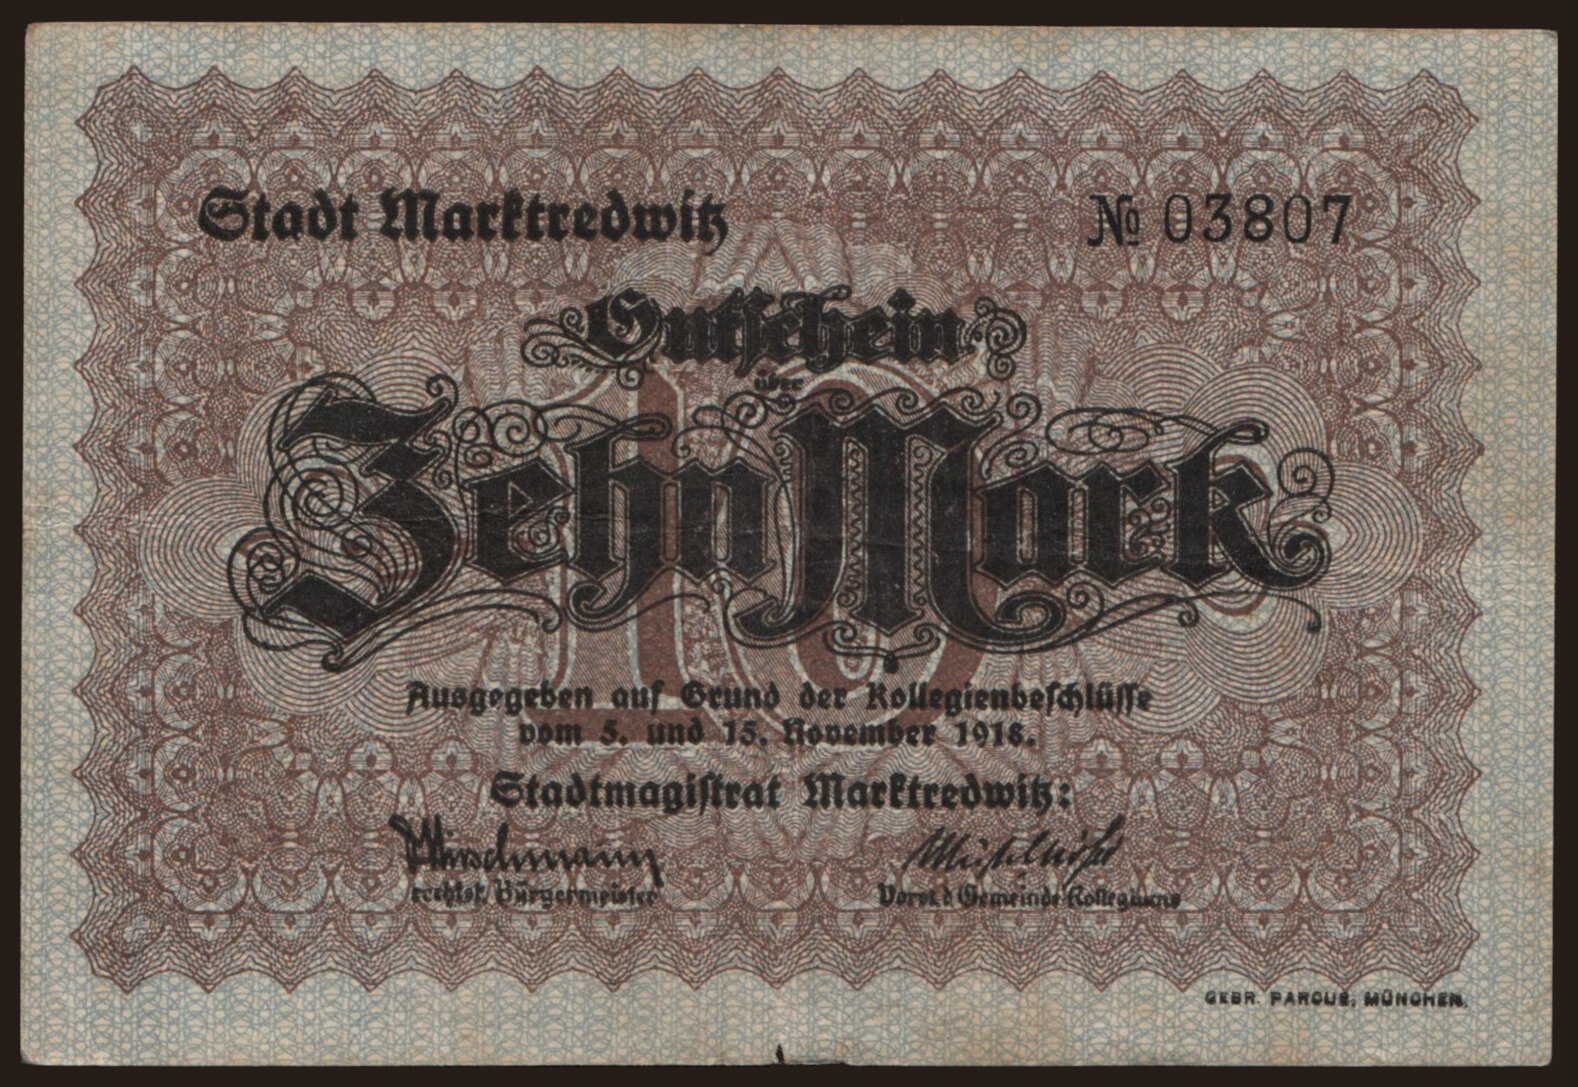 Stadt Marktredwitz
№ 03807
Gutschein
über
Zehn Mark
10
Ausgegeben auf Grund der Kollegienbeschlüsse
vom 5. und 15. November 1918.
Stadtmagistrat Marktredwitz:
rechtsk. Bürgermeister
Vorst. d Gemeinde-Kollegiums
GEBR. PARCUS, MÜNCHEN.